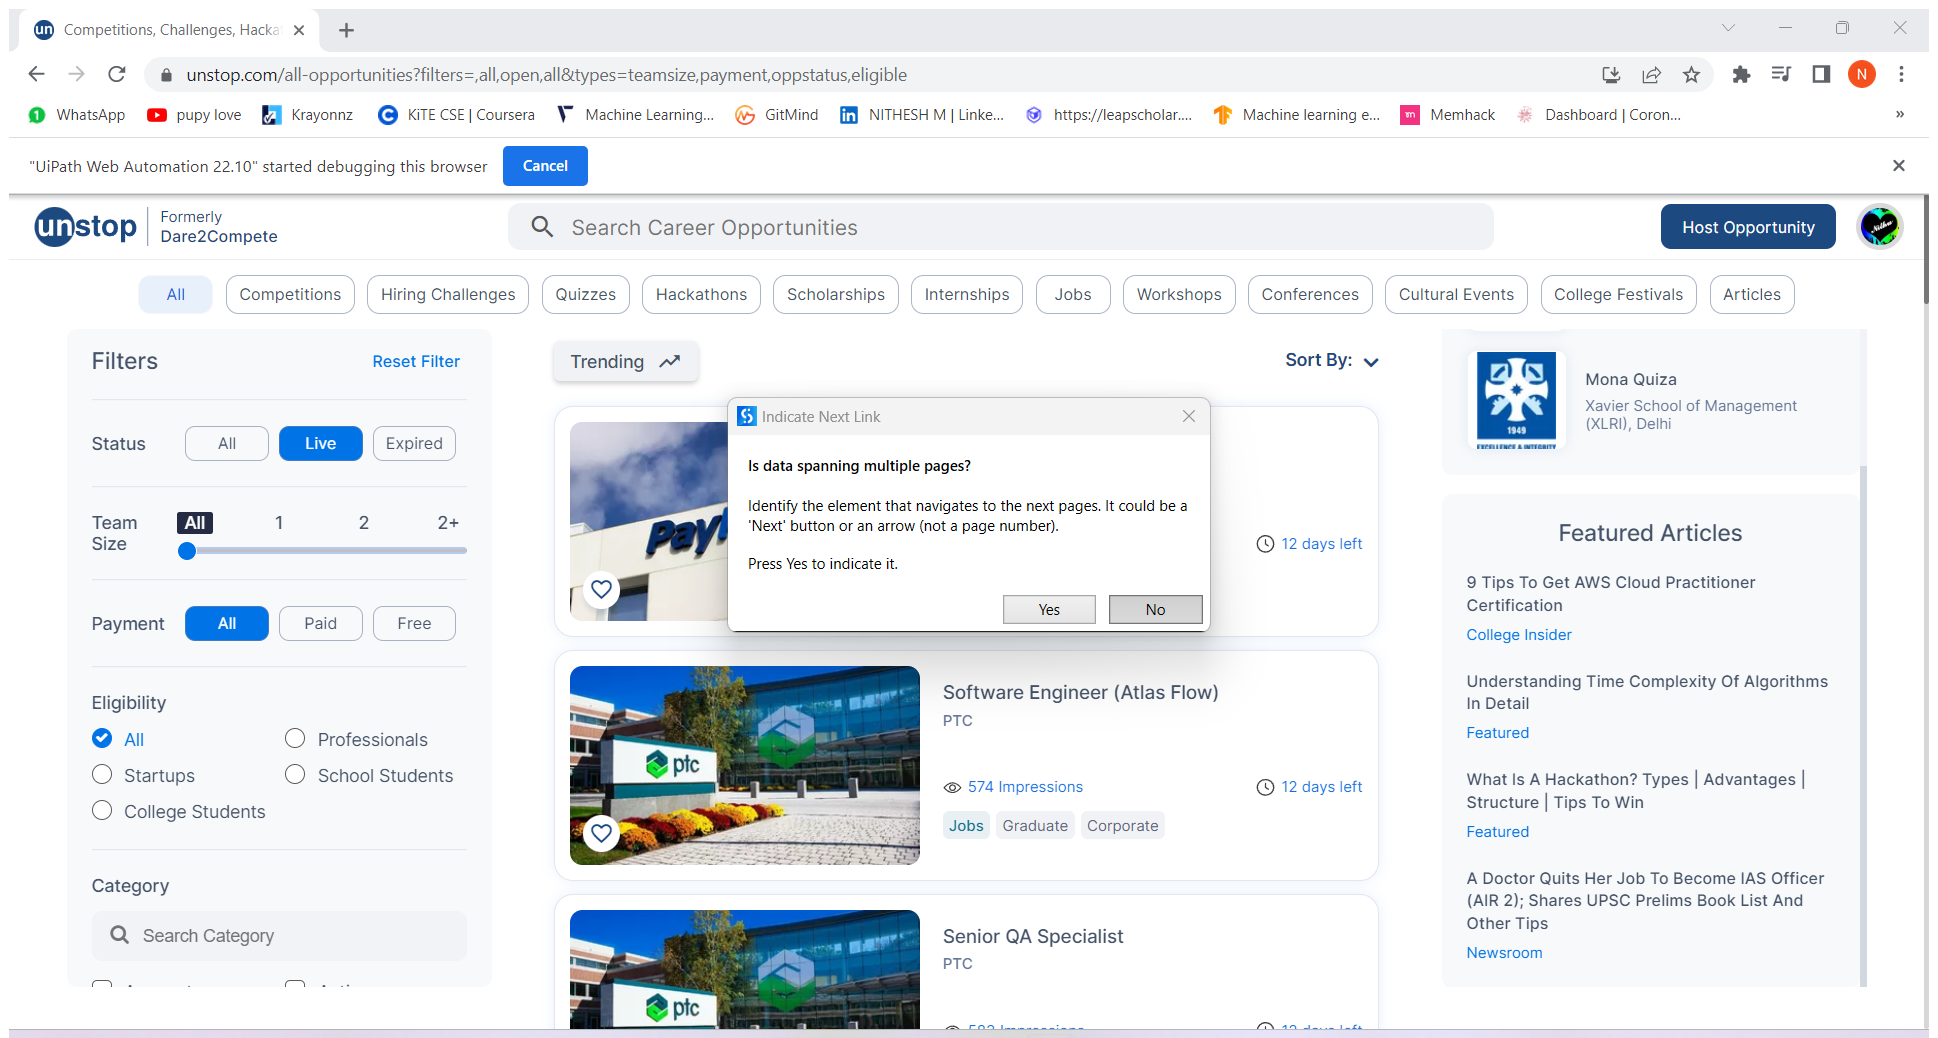 un Competitions, Challenges, Hacka
unstop.com/all-opportunities?filters=,all,open,all&types=teamsize,payment,oppstatus,eligible
N
1 WhatsApp pupy love Krayonnz KiTE CSE | Coursera Machine Learning... GitMind NITHESH M | Linke... https://leapscholar.... Machine learning e... Memhack Dashboard | Coron... »
"UiPath Web Automation 22.10" started debugging this browser Cancel
unstop Formerly
Dare2Compete
Search Career Opportunities
Host Opportunity
All Competitions Hiring Challenges Quizzes Hackathons Scholarships Internships Jobs Workshops Conferences Cultural Events College Festivals Articles
Filters Reset Filter
Status All Live Expired
Team Size All 1 2 2+
Payment All Paid Free
Eligibility
All Professionals
Startups School Students
College Students
Category
Search Category
Trending
Sort By:
Indicate Next Link
Is data spanning multiple pages?
Identify the element that navigates to the next pages. It could be a
'Next' button or an arrow (not a page number).
Press Yes to indicate it.
Yes No
12 days left
ptc
Software Engineer (Atlas Flow)
PTC
574 Impressions 12 days left
Jobs Graduate Corporate
ptc
Senior QA Specialist
PTC
1949
EXCELLENCE & INTEGRITY
Mona Quiza
Xavier School of Management
(XLRI), Delhi
Featured Articles
9 Tips To Get AWS Cloud Practitioner
Certification
College Insider
Understanding Time Complexity Of Algorithms
In Detail
Featured
What Is A Hackathon? Types | Advantages |
Structure | Tips To Win
Featured
A Doctor Quits Her Job To Become IAS Officer
(AIR 2); Shares UPSC Prelims Book List And
Other Tips
Newsroom